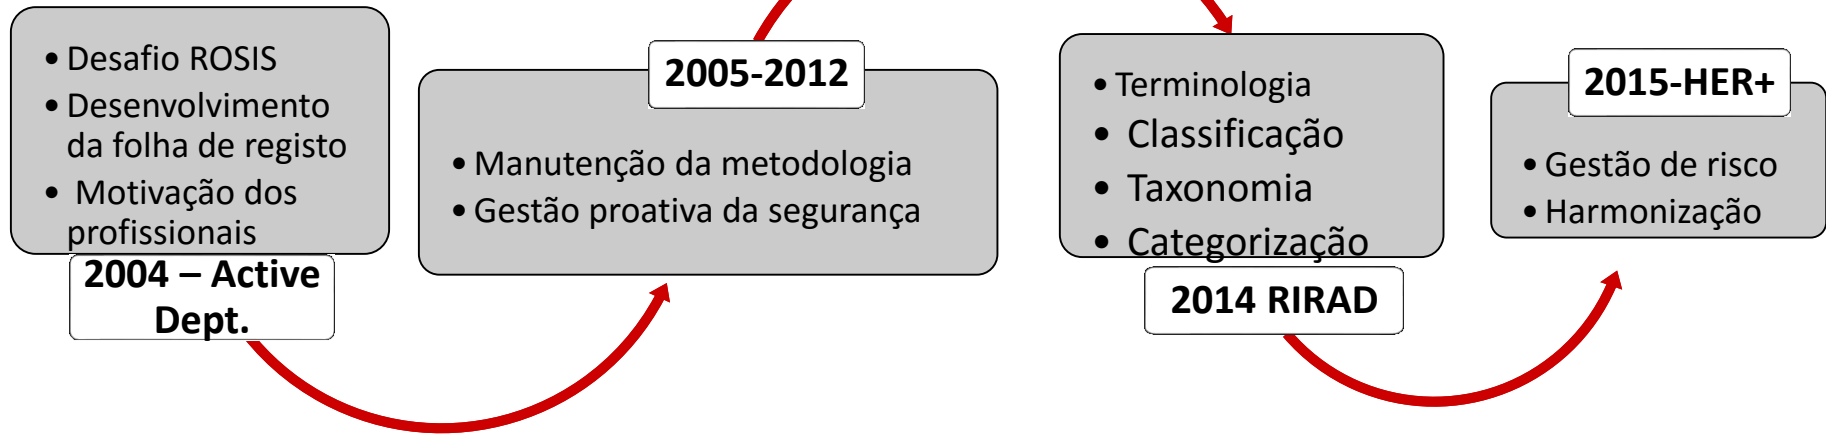 • Desafio ROSIS
• Desenvolvimento
da folha de registo
• Motivação dos
profissionais
2004 – Active
Dept.
2005-2012
• Manutenção da metodologia
• Gestão proativa da segurança
• Terminologia
• Classificação
• Taxonomia
• Categorização
2014 RIRAD
2015-HER+
• Gestão de risco
• Harmonização